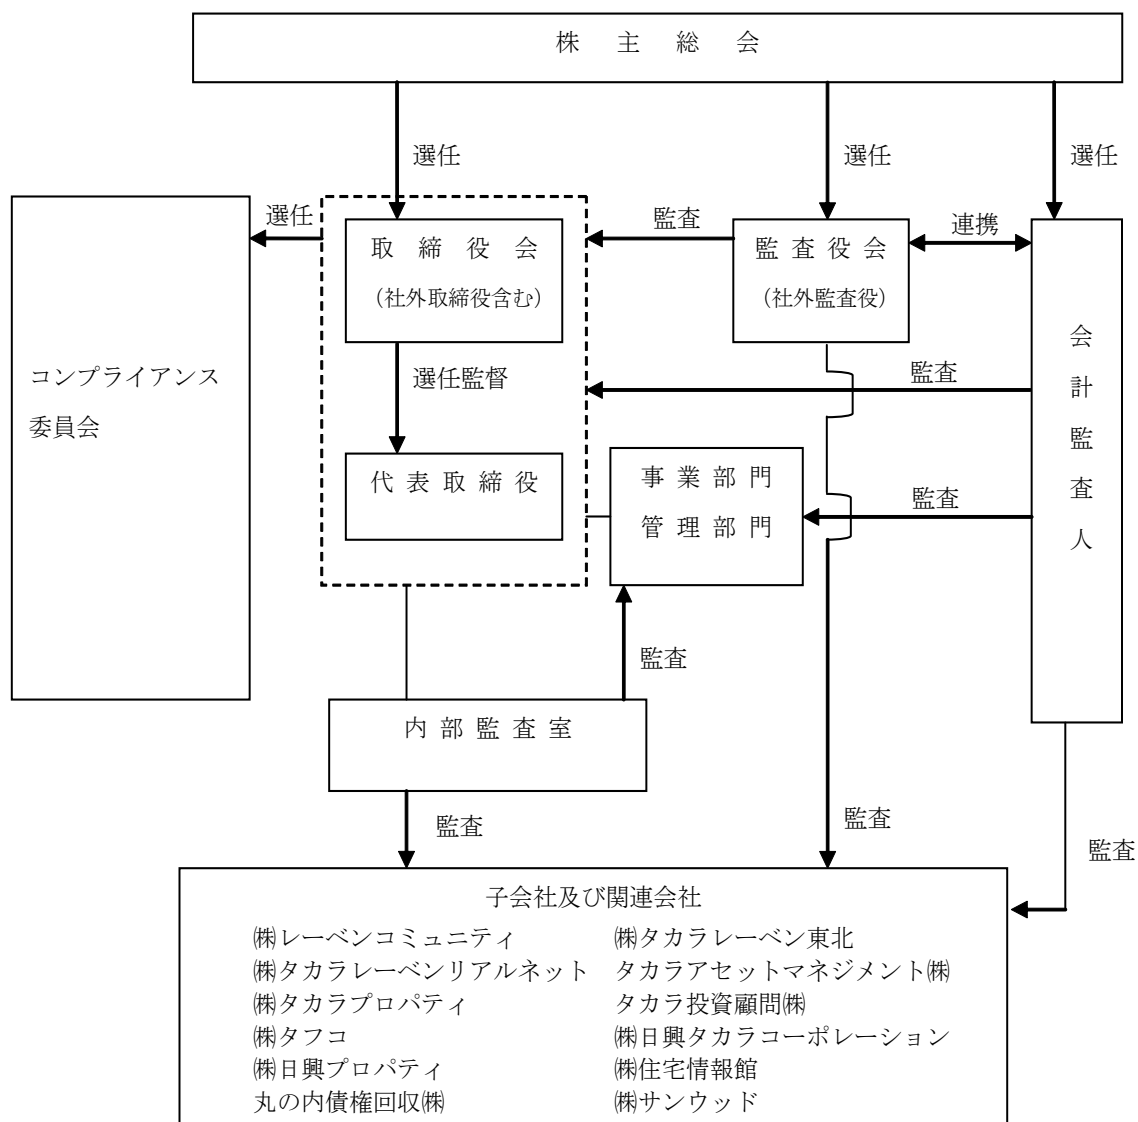 株主総会
選任
選任
選任
選任
取締役会
（社外取締役含む）
監査
監査役会
（社外監査役）
連携
会計監査人
コンプライアンス
委員会
選任監督
監査
代表取締役
事業部門
管理部門
監査
監査
内部監査室
監査
監査
監査
子会社及び関連会社
㈱レーベンコミュニティ
㈱タカラレーベン東北
㈱タカラレーベンリアルネット
タカラアセットマネジメント㈱
㈱タカラプロパティ
タカラ投資顧問㈱
㈱タフコ
㈱日興タカラコーポレーション
㈱日興プロパティ
㈱住宅情報館
丸の内債権回収㈱
㈱サンウッド